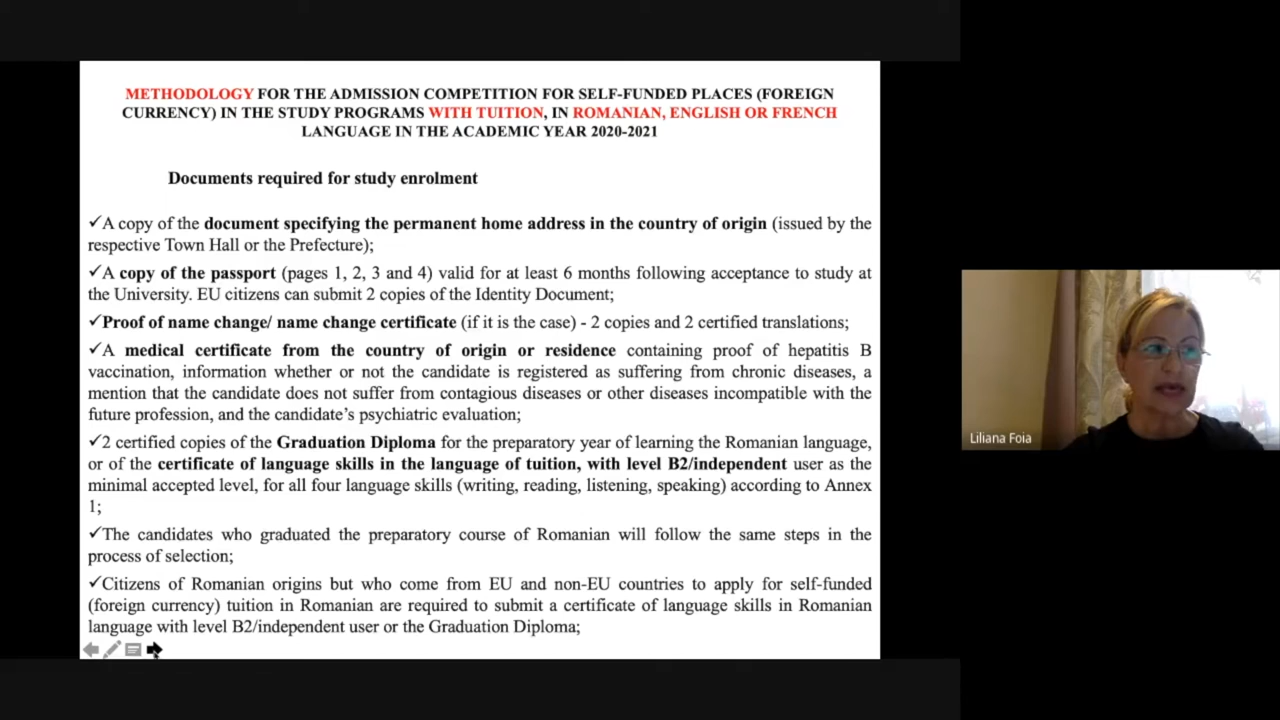 METHODOLOGY FOR THE ADMISSION COMPETITION FOR SELF-FUNDED PLACES (FOREIGN
CURRENCY) IN THE STUDY PROGRAMS WITH TUITION, IN ROMANIAN, ENGLISH OR FRENCH
LANGUAGE IN THE ACADEMIC YEAR 2020-2021
Documents required for study enrolment
✓A copy of the document specifying the permanent home address in the country of origin (issued by the
respective Town Hall or the Prefecture);
✓A copy of the passport (pages 1, 2, 3 and 4) valid for at least 6 months following acceptance to study at
the University. EU citizens can submit 2 copies of the Identity Document;
✓Proof of name change/ name change certificate (if it is the case) - 2 copies and 2 certified translations;
✓A medical certificate from the country of origin or residence containing proof of hepatitis B
vaccination, information whether or not the candidate is registered as suffering from chronic diseases, a
mention that the candidate does not suffer from contagious diseases or other diseases incompatible with the
future profession, and the candidate's psychiatric evaluation;
✓2 certified copies of the Graduation Diploma for the preparatory year of learning the Romanian language,
or of the certificate of language skills in the language of tuition, with level B2/independent user as the
minimal accepted level, for all four language skills (writing, reading, listening, speaking) according to Annex
1;
✓The candidates who graduated the preparatory course of Romanian will follow the same steps in the
process of selection;
✓Citizens of Romanian origins but who come from EU and non-EU countries to apply for self-funded
(foreign currency) tuition in Romanian are required to submit a certificate of language skills in Romanian
language with level B2/independent user or the Graduation Diploma;
Liliana Foia